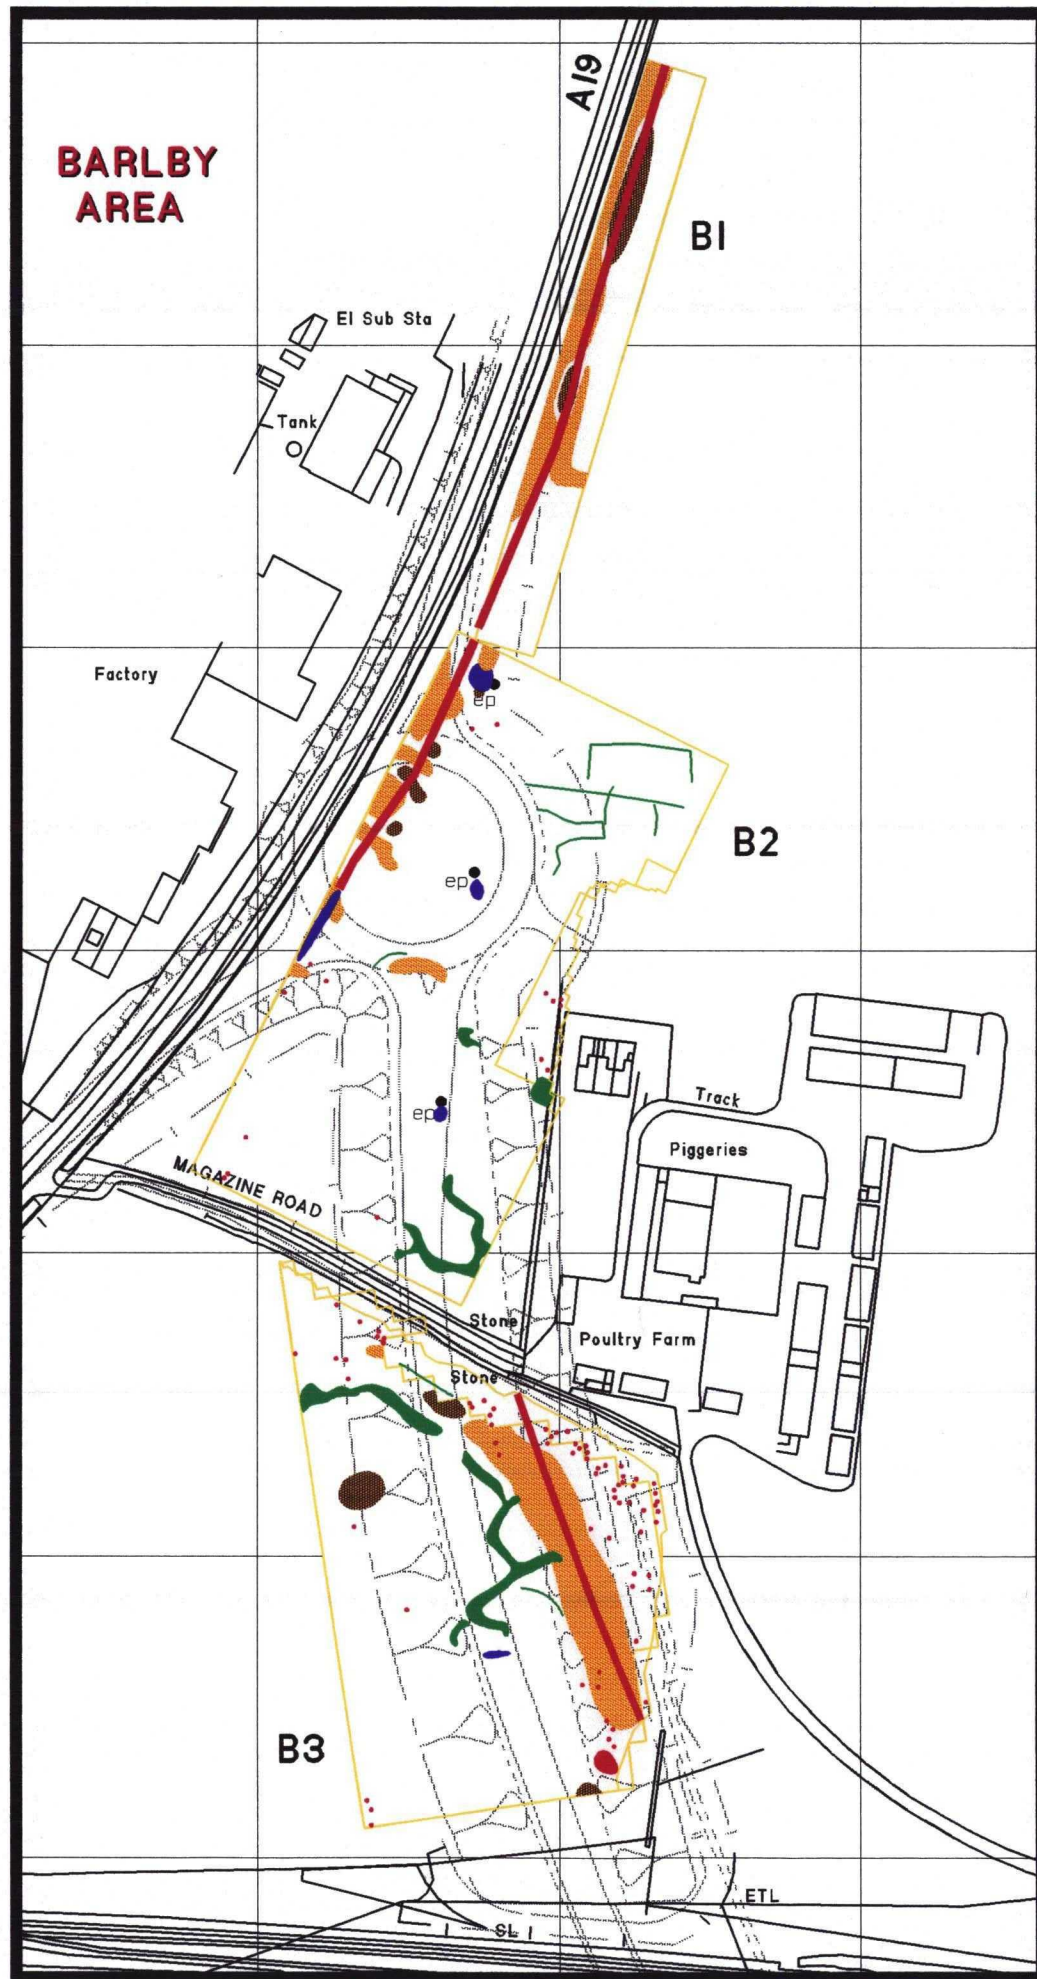 A19
BARLBY
AREA
B1
El Sub Sta
Tank
Factory
ep
B2
ep
Track
ep
Piggeries
MAGAZINE ROAD
Stone
Poultry Farm
Stone
B3
ETL
SL